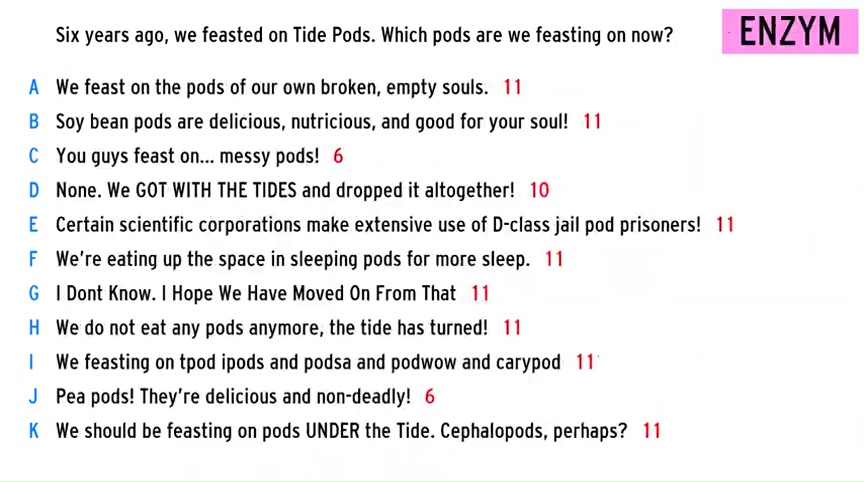 Six years ago, we feasted on Tide Pods. Which pods are we feasting on now?
ENZYM
A We feast on the pods of our own broken, empty souls. 11
B Soy bean pods are delicious, nutricious, and good for your soul! 11
C You guys feast on... messy pods! 6
D None. We GOT WITH THE TIDES and dropped it altogether! 10
E Certain scientific corporations make extensive use of D-class jail pod prisoners! 11
F We're eating up the space in sleeping pods for more sleep. 11
G I Dont Know. I Hope We Have Moved On From That 11
H We do not eat any pods anymore, the tide has turned! 11
I We feasting on tpod ipods and podsa and podwow and carypod 11
J Pea pods! They're delicious and non-deadly! 6
K We should be feasting on pods UNDER the Tide. Cephalopods, perhaps? 11